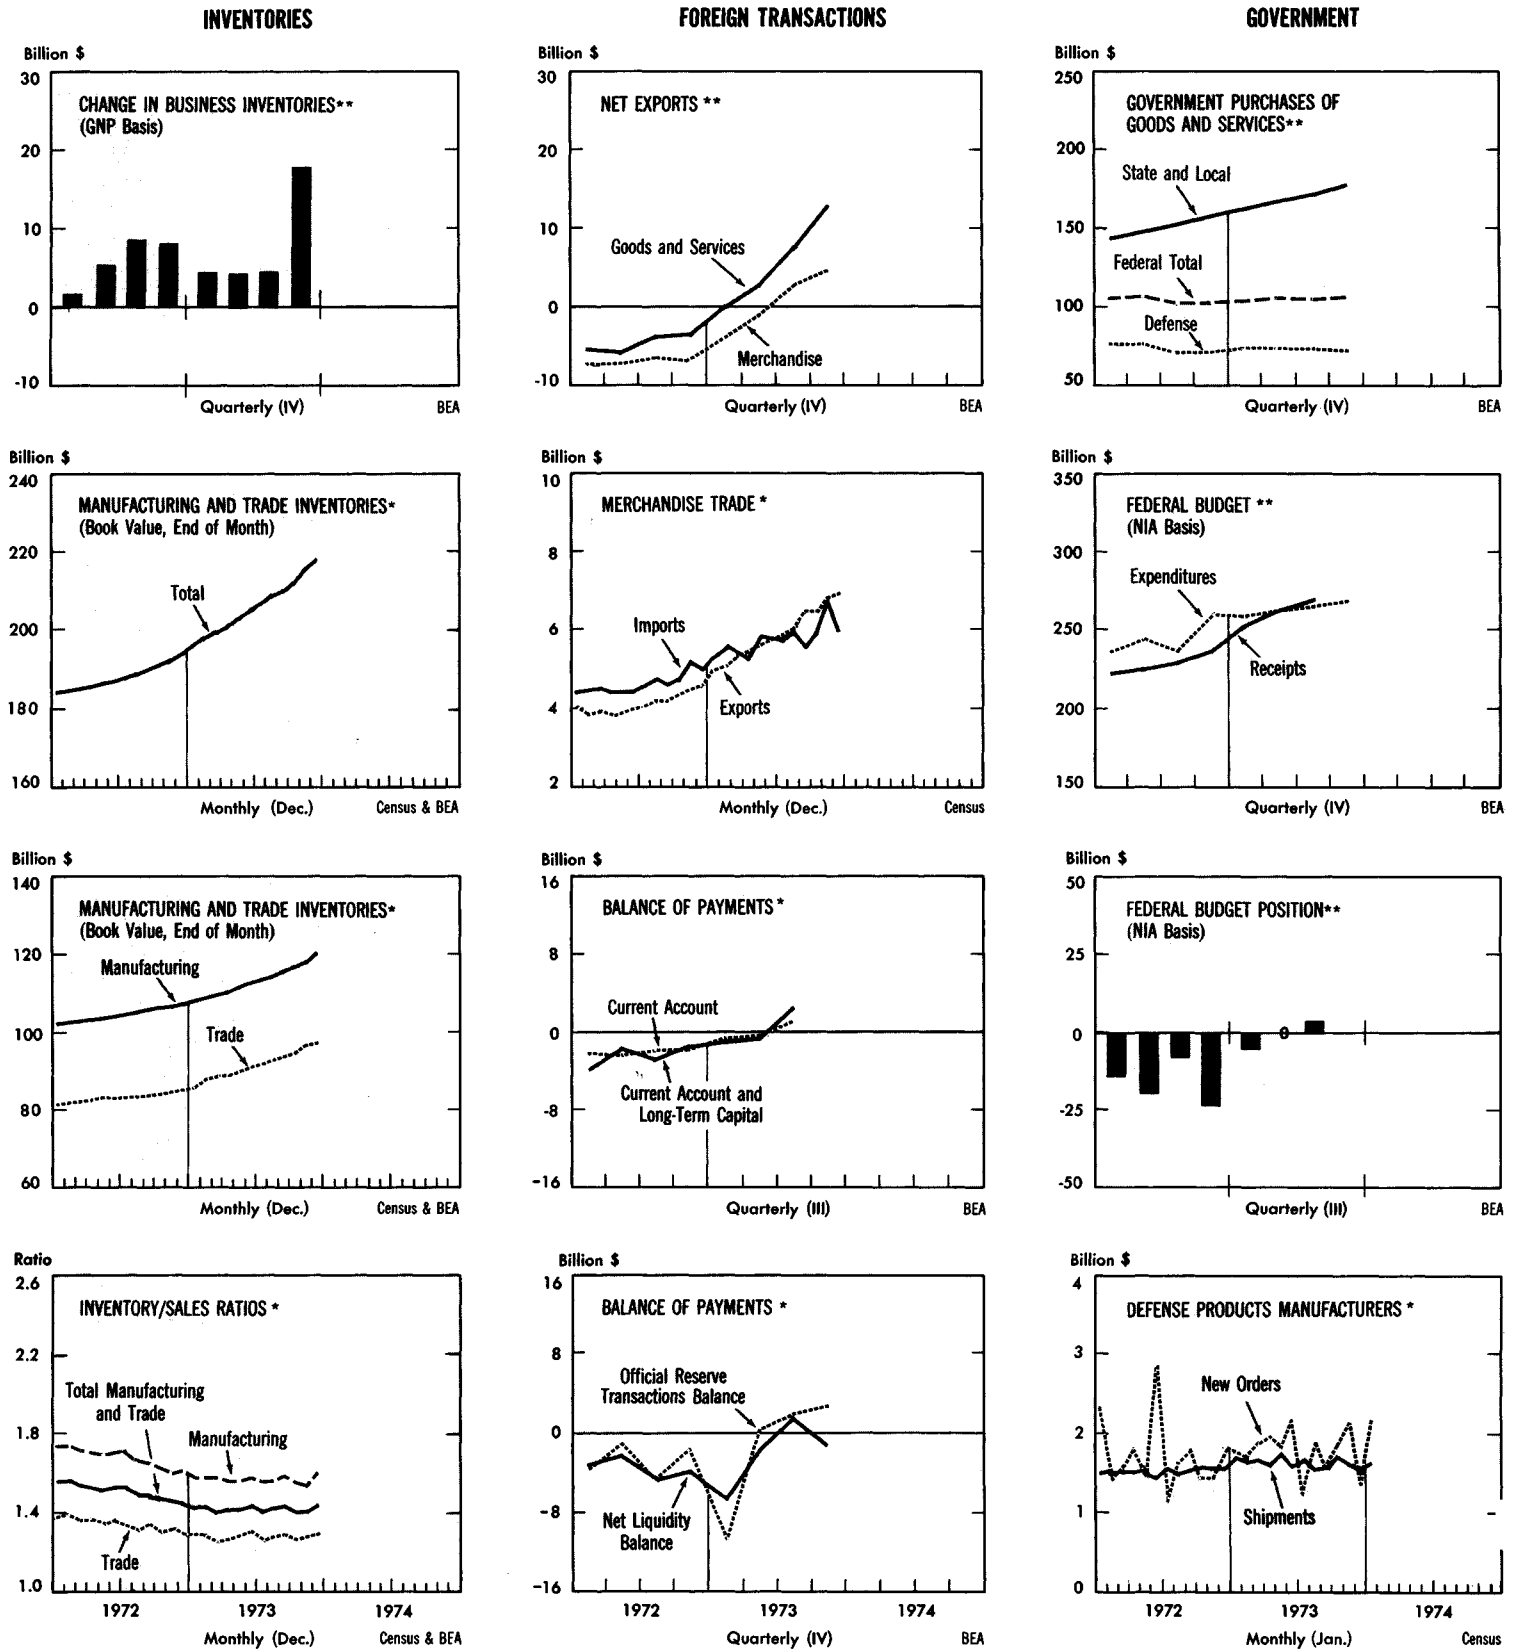 INVENTORIES
Billion $
30
20
10
0
-10
CHANGE IN BUSINESS INVENTORIES**
(GNP Basis)
Quarterly (IV)
BEA
Billion $
240
220
200
180
160
MANUFACTURING AND TRADE INVENTORIES*
(Book Value, End of Month)
Total
Monthly (Dec.)
Census & BEA
Billion $
140
120
100
80
60
MANUFACTURING AND TRADE INVENTORIES*
(Book Value, End of Month)
Manufacturing
Trade
Monthly (Dec.)
Census & BEA
Ratio
2.6
2.2
1.8
1.4
1.0
INVENTORY/SALES RATIOS *
Total Manufacturing
and Trade
Manufacturing
Trade
1972
1973
1974
Monthly (Dec.)
Census & BEA
FOREIGN TRANSACTIONS
Billion $
30
20
10
0
-10
NET EXPORTS **
Goods and Services
Merchandise
Quarterly (IV)
BEA
Billion $
10
8
6
4
2
MERCHANDISE TRADE *
Imports
Exports
Monthly (Dec.)
Census
Billion $
16
8
0
-8
-16
BALANCE OF PAYMENTS *
Current Account
Current Account and
Long-Term Capital
Quarterly (III)
BEA
Billion $
16
8
0
-8
-16
BALANCE OF PAYMENTS *
Official Reserve
Transactions Balance
Net Liquidity
Balance
1972
1973
1974
Quarterly (IV)
BEA
GOVERNMENT
Billion $
250
200
150
100
50
GOVERNMENT PURCHASES OF
GOODS AND SERVICES**
State and Local
Federal Total
Defense
Quarterly (IV)
BEA
Billion $
350
300
250
200
150
FEDERAL BUDGET **
(NIA Basis)
Expenditures
Receipts
Quarterly (IV)
BEA
Billion $
50
25
0
-25
-50
FEDERAL BUDGET POSITION**
(NIA Basis)
0
Quarterly (III)
BEA
Billion $
4
3
2
1
0
DEFENSE PRODUCTS MANUFACTURERS *
New Orders
Shipments
1972
1973
1974
Monthly (Jan.)
Census